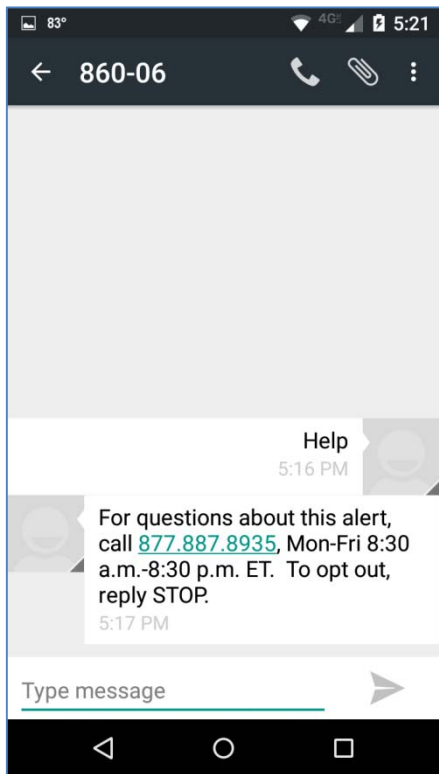 83° 4G 5:21
860-06
Help
5:16 PM
For questions about this alert,
call 877.887.8935, Mon-Fri 8:30
a.m.-8:30 p.m. ET. To opt out,
reply STOP.
5:17 PM
Type message